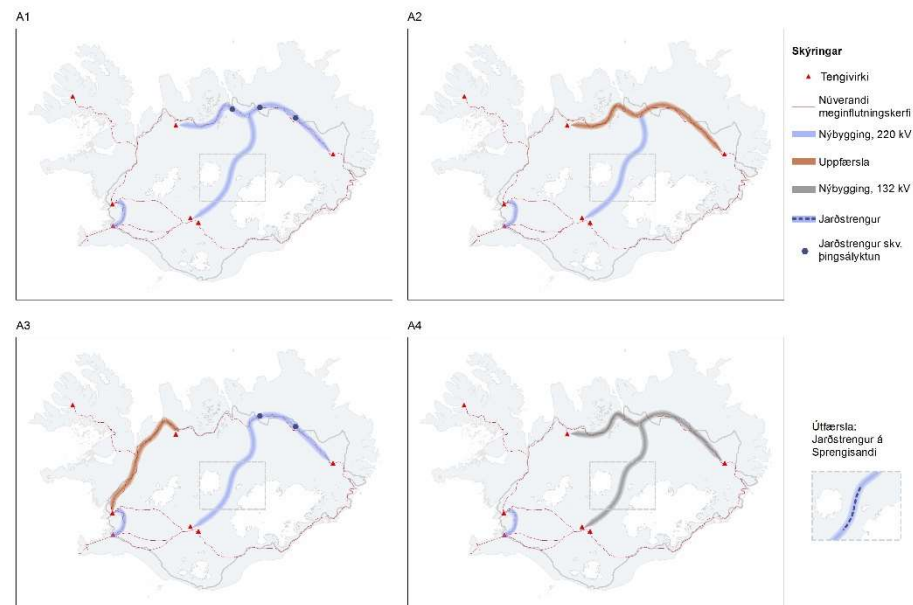 A1
A2
Skýringar
Tengivirki
Núverandi
meginflutningskerfi
Nýbygging, 220 kV
Uppfærsla
Nýbygging, 132 kV
Jarðstrengur
Jarðstrengur skv.
þingsályktun
A3
A4
Útfærsla:
Jarðstrengur á
Sprengisandi